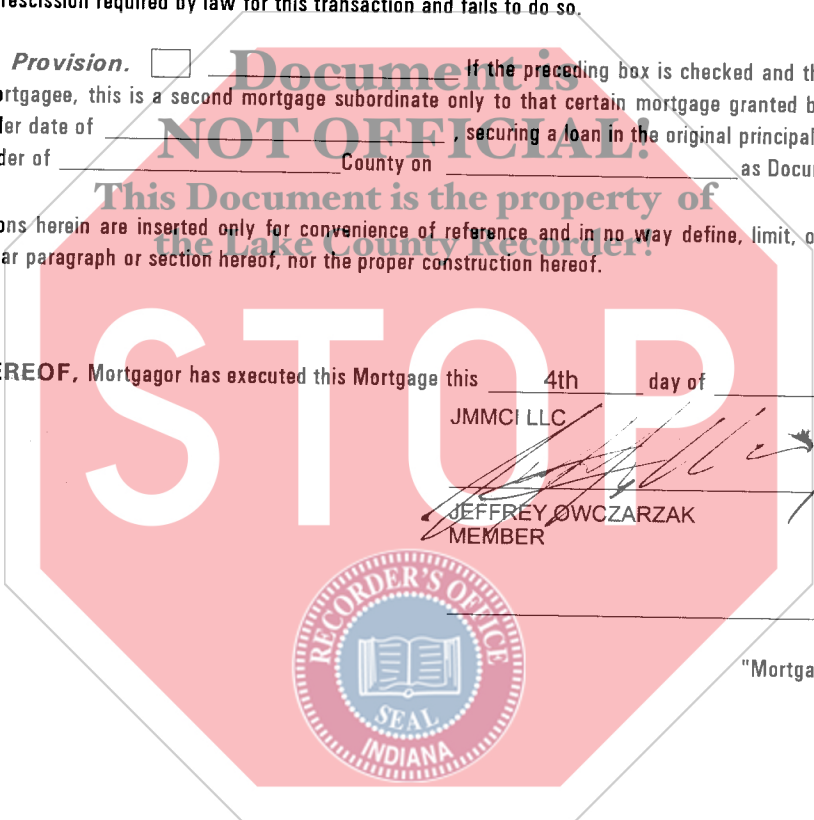 rescission required by law for this transaction and fails to do so.
Provision. If the preceding box is checked and th
ortgagee, this is a second mortgage subordinate only to that certain mortgage granted b
der date of , securing a loan in the original principal
der of County on as Docu
ons herein are inserted only for convenience of reference and in no way define, limit, o
ar paragraph or section hereof, nor the proper construction hereof.
Document is
NOT OFFICIAL!
This Document is the property of
the Lake County Recorder!
STOP
EREOF, Mortgagor has executed this Mortgage this 4th day of
JMMCI LLC
JEFFREY OWCZARZAK
MEMBER
"Mortga
RECORDER'S OFFICE
SEAL
INDIANA